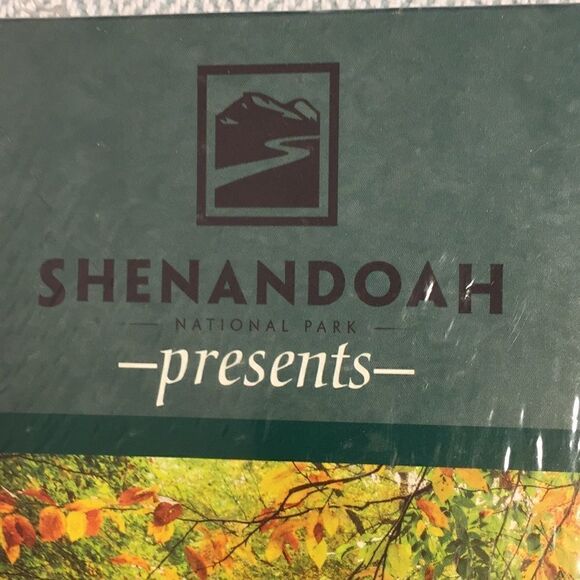 SHENANDOAH
— NATIONAL PARK —
—presents—